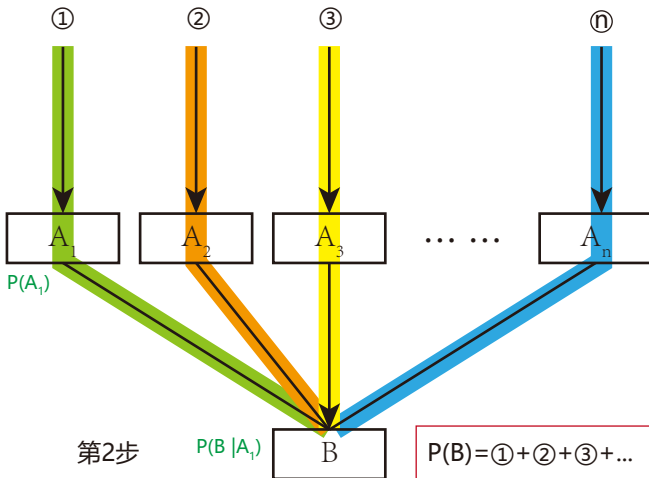 ① ② ③ ⓝ
A₁ A₂ A₃ … … Aₙ
P(A₁)
第2步 P(B |A₁) B P(B)=①+②+③+...